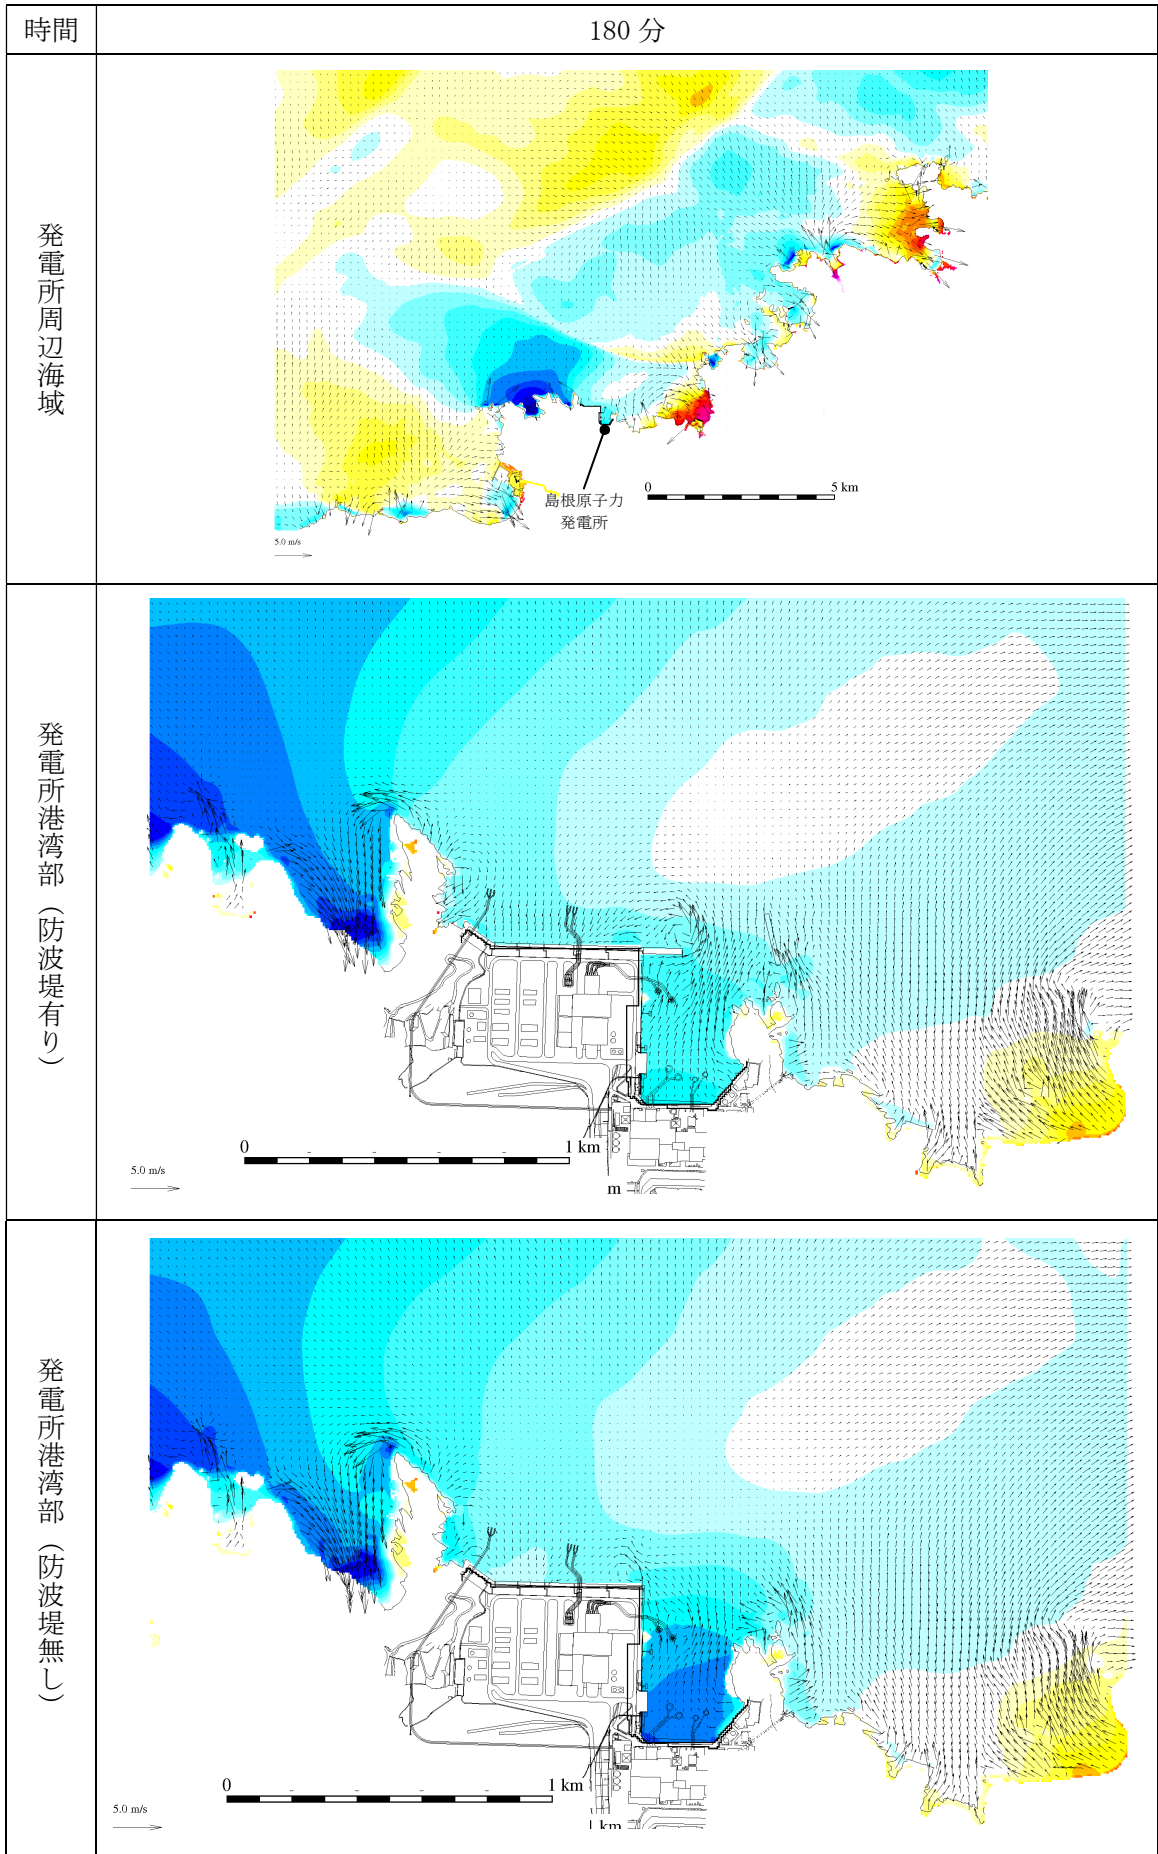 時間
180 分
発電所周辺海域
島根原子力
発電所
0
5 km
5.0 m/s
発電所港湾部（防波堤有り）
0
1 km
5.0 m/s
m
発電所港湾部（防波堤無し）
0
1 km
5.0 m/s
1 km